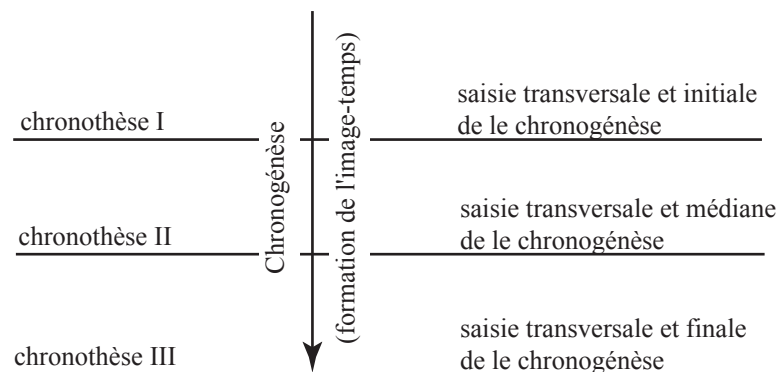 chronothèse I
saisie transversale et initiale
de le chronogénèse
Chronogénèse
(formation de l'image-temps)
chronothèse II
saisie transversale et médiane
de le chronogénèse
chronothèse III
saisie transversale et finale
de le chronogénèse